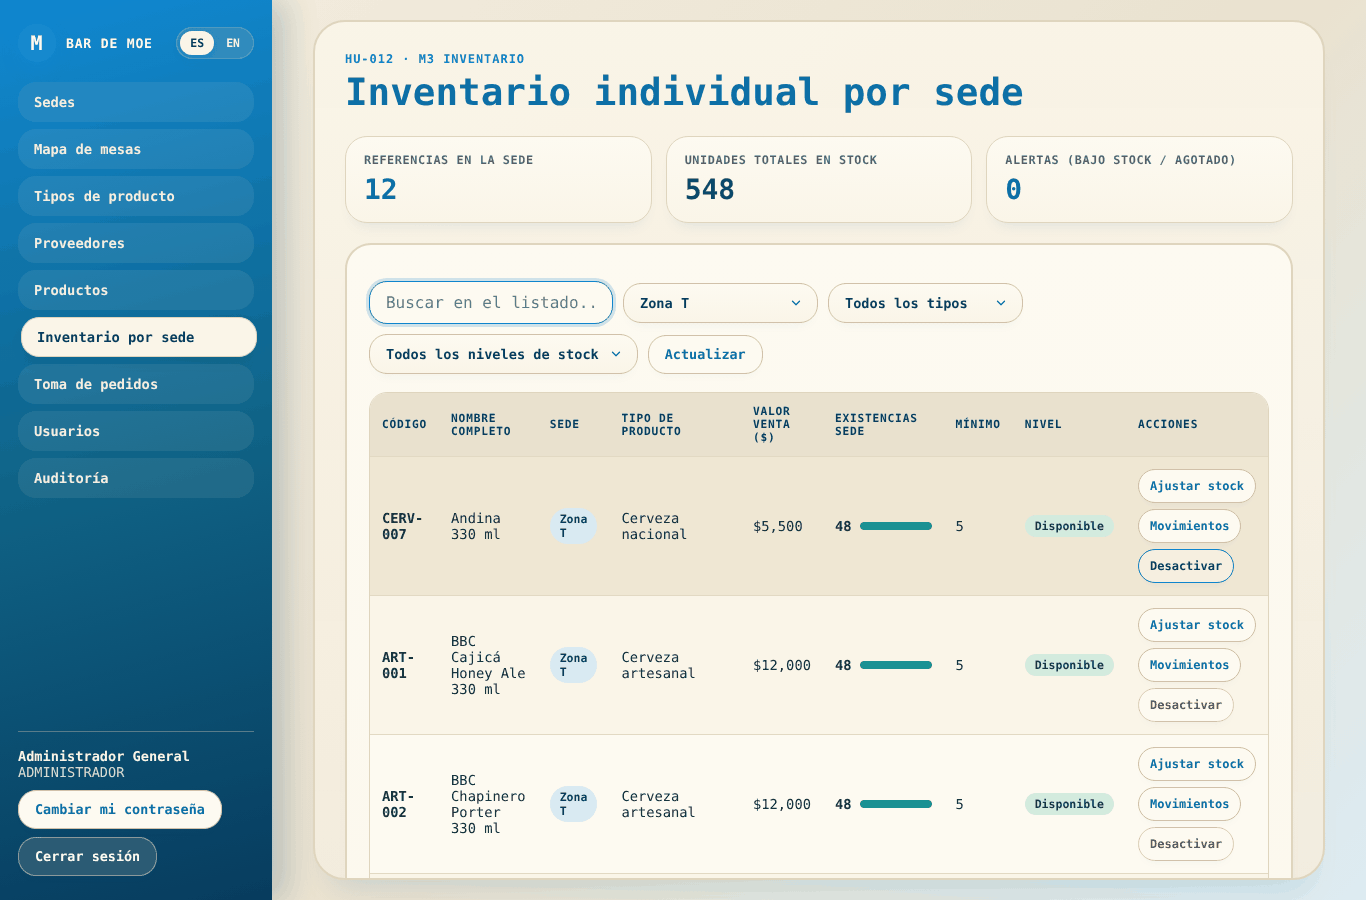 M BAR DE MOE ES EN
Sedes
Mapa de mesas
Tipos de producto
Proveedores
Productos
Inventario por sede
Toma de pedidos
Usuarios
Auditoría
Administrador General
ADMINISTRADOR
Cambiar mi contraseña
Cerrar sesión
HU-012 · M3 INVENTARIO
Inventario individual por sede
REFERENCIAS EN LA SEDE
12
UNIDADES TOTALES EN STOCK
548
ALERTAS (BAJO STOCK / AGOTADO)
0
Buscar en el listado.. Zona T Todos los tipos
Todos los niveles de stock Actualizar
CÓDIGO NOMBRE COMPLETO SEDE TIPO DE PRODUCTO VALOR VENTA ($) EXISTENCIAS SEDE MÍNIMO NIVEL ACCIONES
CERV-007 Andina 330 ml Zona T Cerveza nacional $5,500 48 5 Disponible Ajustar stock
Movimientos
Desactivar
ART-001 BBC Cajicá Honey Ale 330 ml Zona T Cerveza artesanal $12,000 48 5 Disponible Ajustar stock
Movimientos
Desactivar
ART-002 BBC Chapinero Porter 330 ml Zona T Cerveza artesanal $12,000 48 5 Disponible Ajustar stock
Movimientos
Desactivar